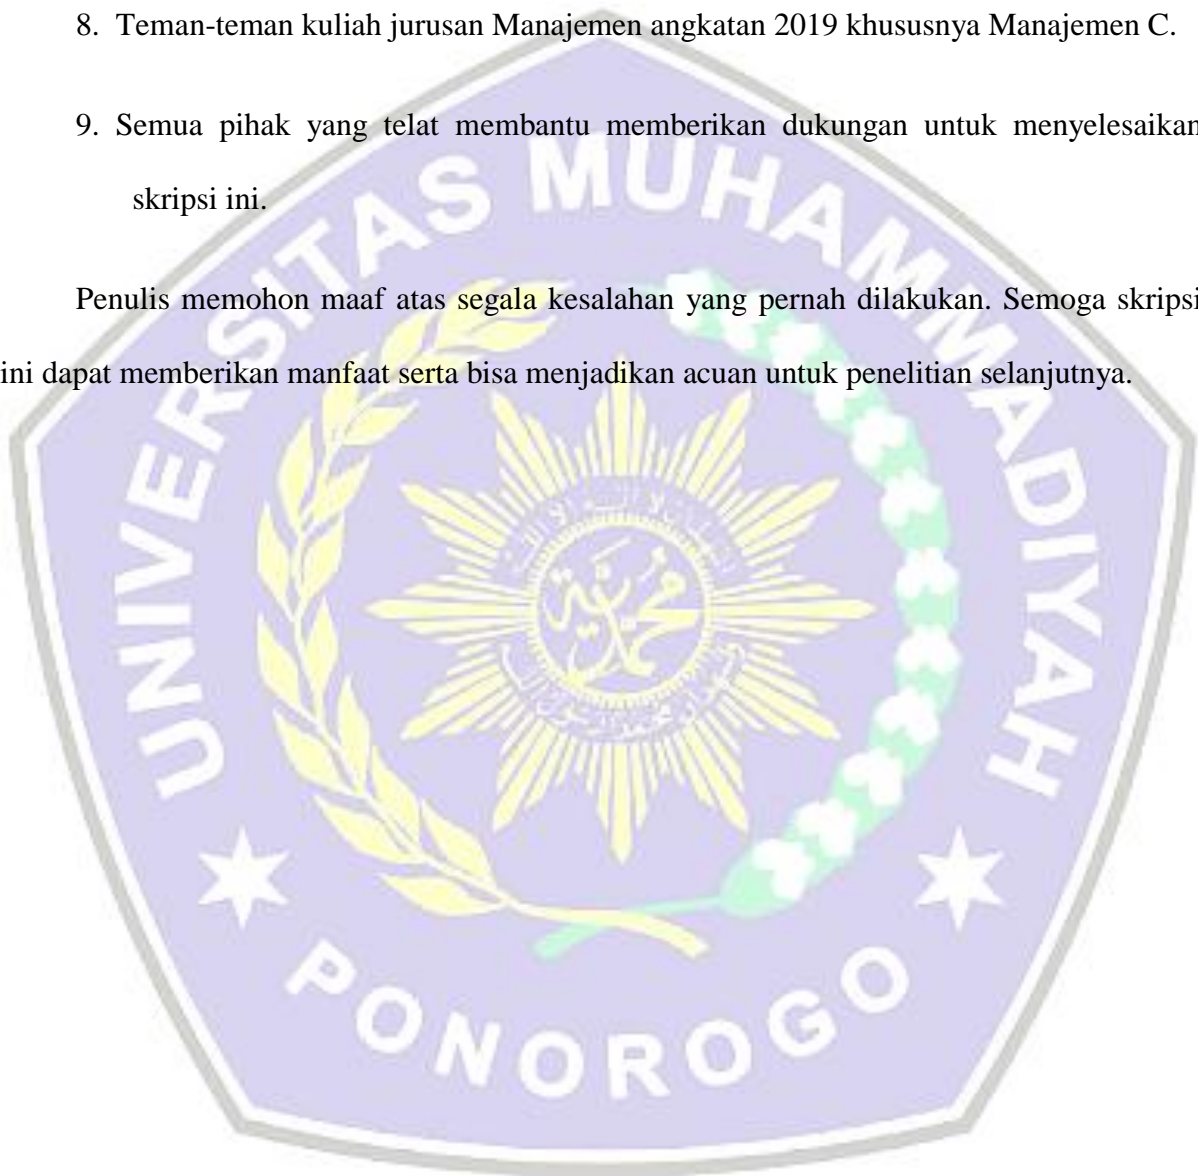 8. Teman-teman kuliah jurusan Manajemen angkatan 2019 khususnya Manajemen C.
9. Semua pihak yang telat membantu memberikan dukungan untuk menyelesaikan
skripsi ini.
Penulis memohon maaf atas segala kesalahan yang pernah dilakukan. Semoga skripsi
ini dapat memberikan manfaat serta bisa menjadikan acuan untuk penelitian selanjutnya.
UNIVERSITAS MUHAMMADIYAH
PONOROGO